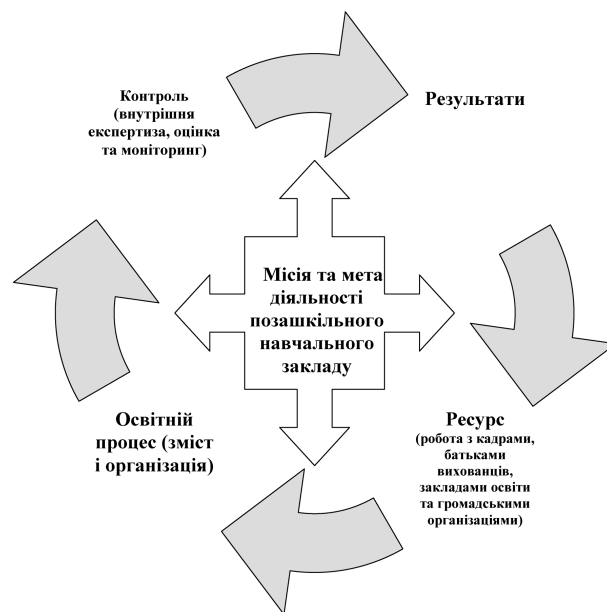 Контроль
(внутрішня
експертиза, оцінка
та моніторинг)
Результати
Місія та мета
діяльності
позашкільного
навчального
закладу
Освітній
процес (зміст
і організація)
Ресурс
(робота з кадрами,
батьками
вихованців,
закладами освіти
та громадськими
організаціями)